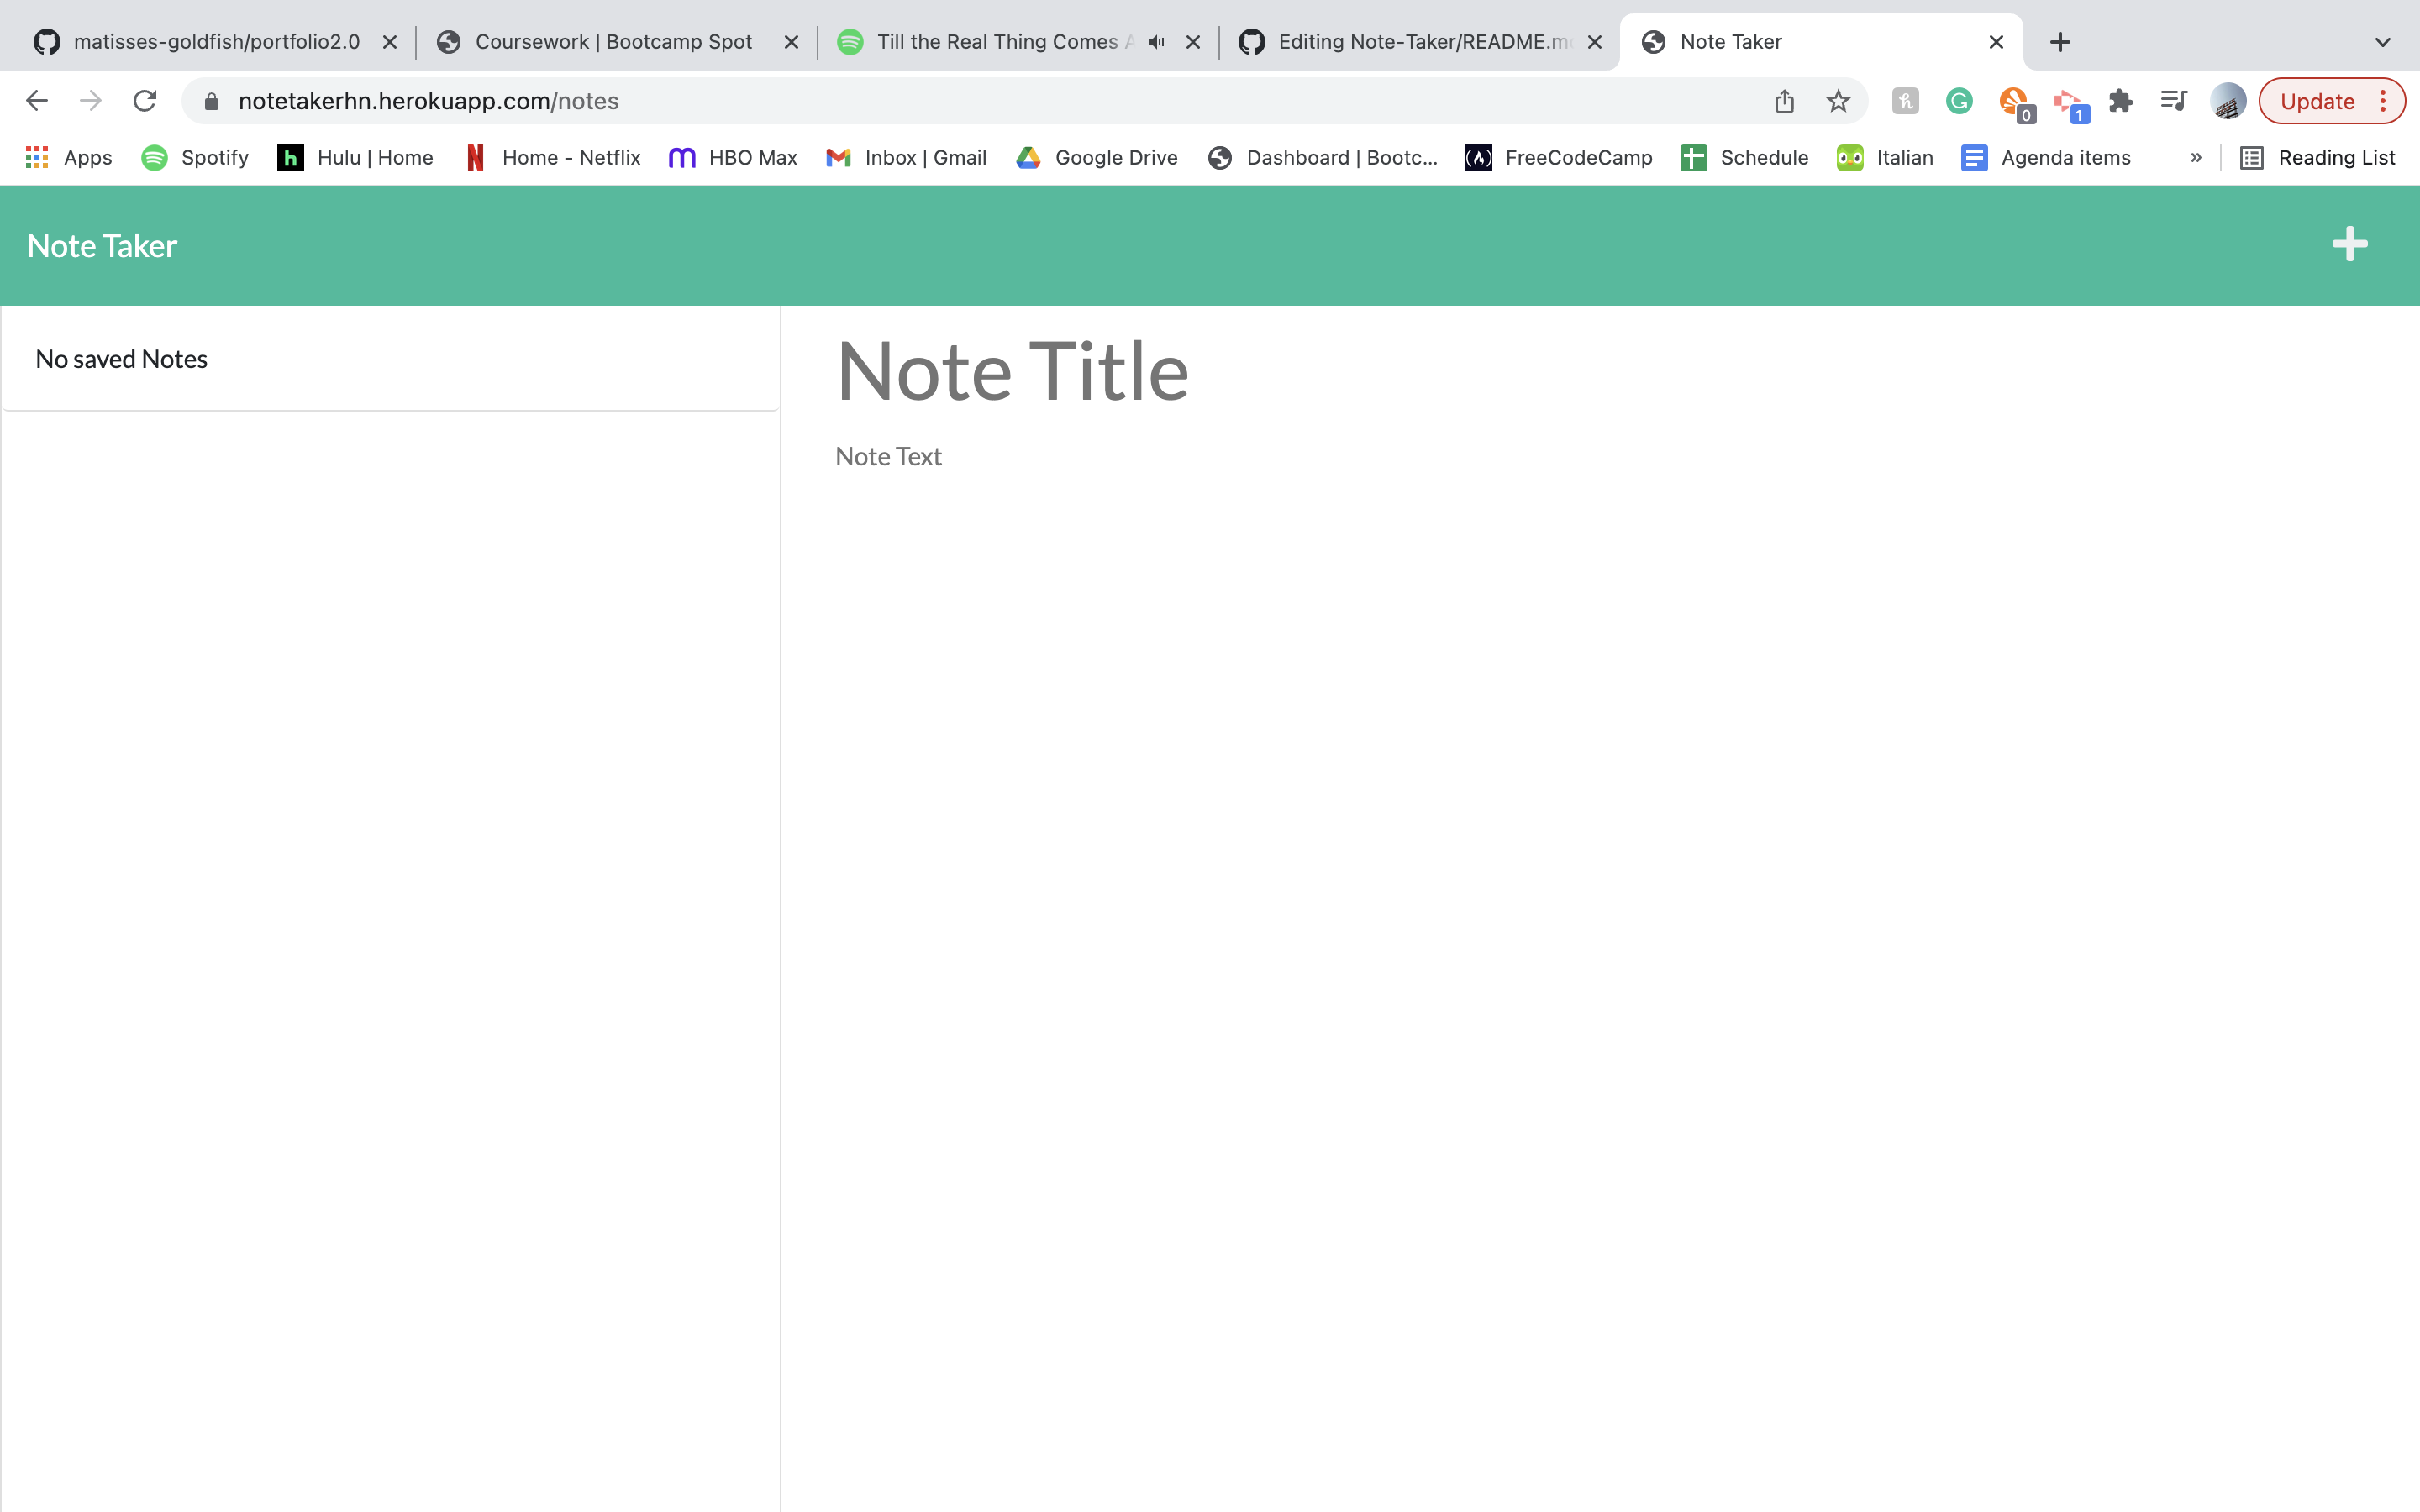 matisses-goldfish/portfolio2.0
Coursework | Bootcamp Spot
Till the Real Thing Comes
Editing Note-Taker/README.m
Note Taker
notetakerhn.herokuapp.com/notes
0
1
Update
Apps
Spotify
Hulu | Home
Home - Netflix
HBO Max
Inbox | Gmail
Google Drive
Dashboard | Bootc...
FreeCodeCamp
Schedule
Italian
Agenda items
»
Reading List
Note Taker
No saved Notes
Note Title
Note Text